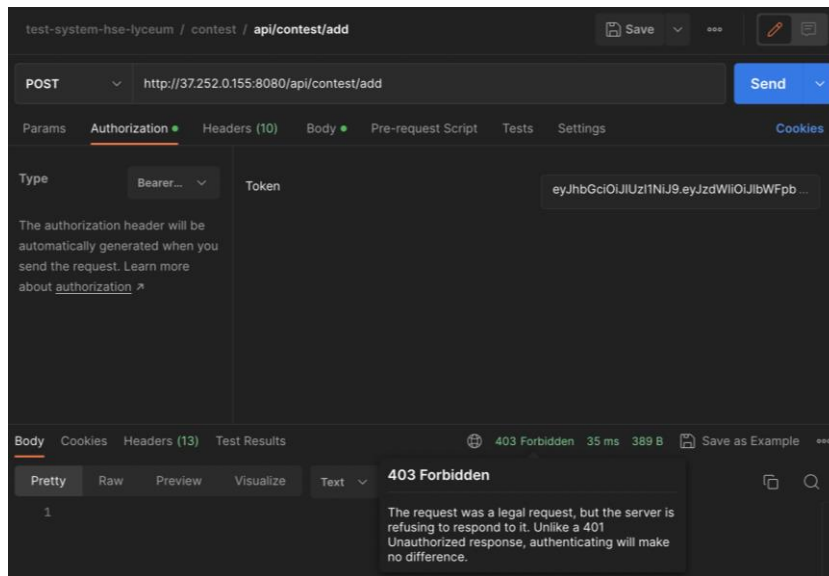 test-system-hse-lyceum / contest / api/contest/add
Save
POST
http://37.252.0.155:8080/api/contest/add
Send
Params
Authorization
Headers (10)
Body
Pre-request Script
Tests
Settings
Cookies
Type
Bearer...
Token
eyJhbGciOiJIUzI1NiJ9.eyJzdWIiOiJlbWFpb ...
The authorization header will be
automatically generated when you
send the request. Learn more
about authorization ↗
Body
Cookies
Headers (13)
Test Results
403 Forbidden
35 ms
389 B
Save as Example
Pretty
Raw
Preview
Visualize
Text
403 Forbidden
The request was a legal request, but the server is
refusing to respond to it. Unlike a 401
Unauthorized response, authenticating will make
no difference.
1